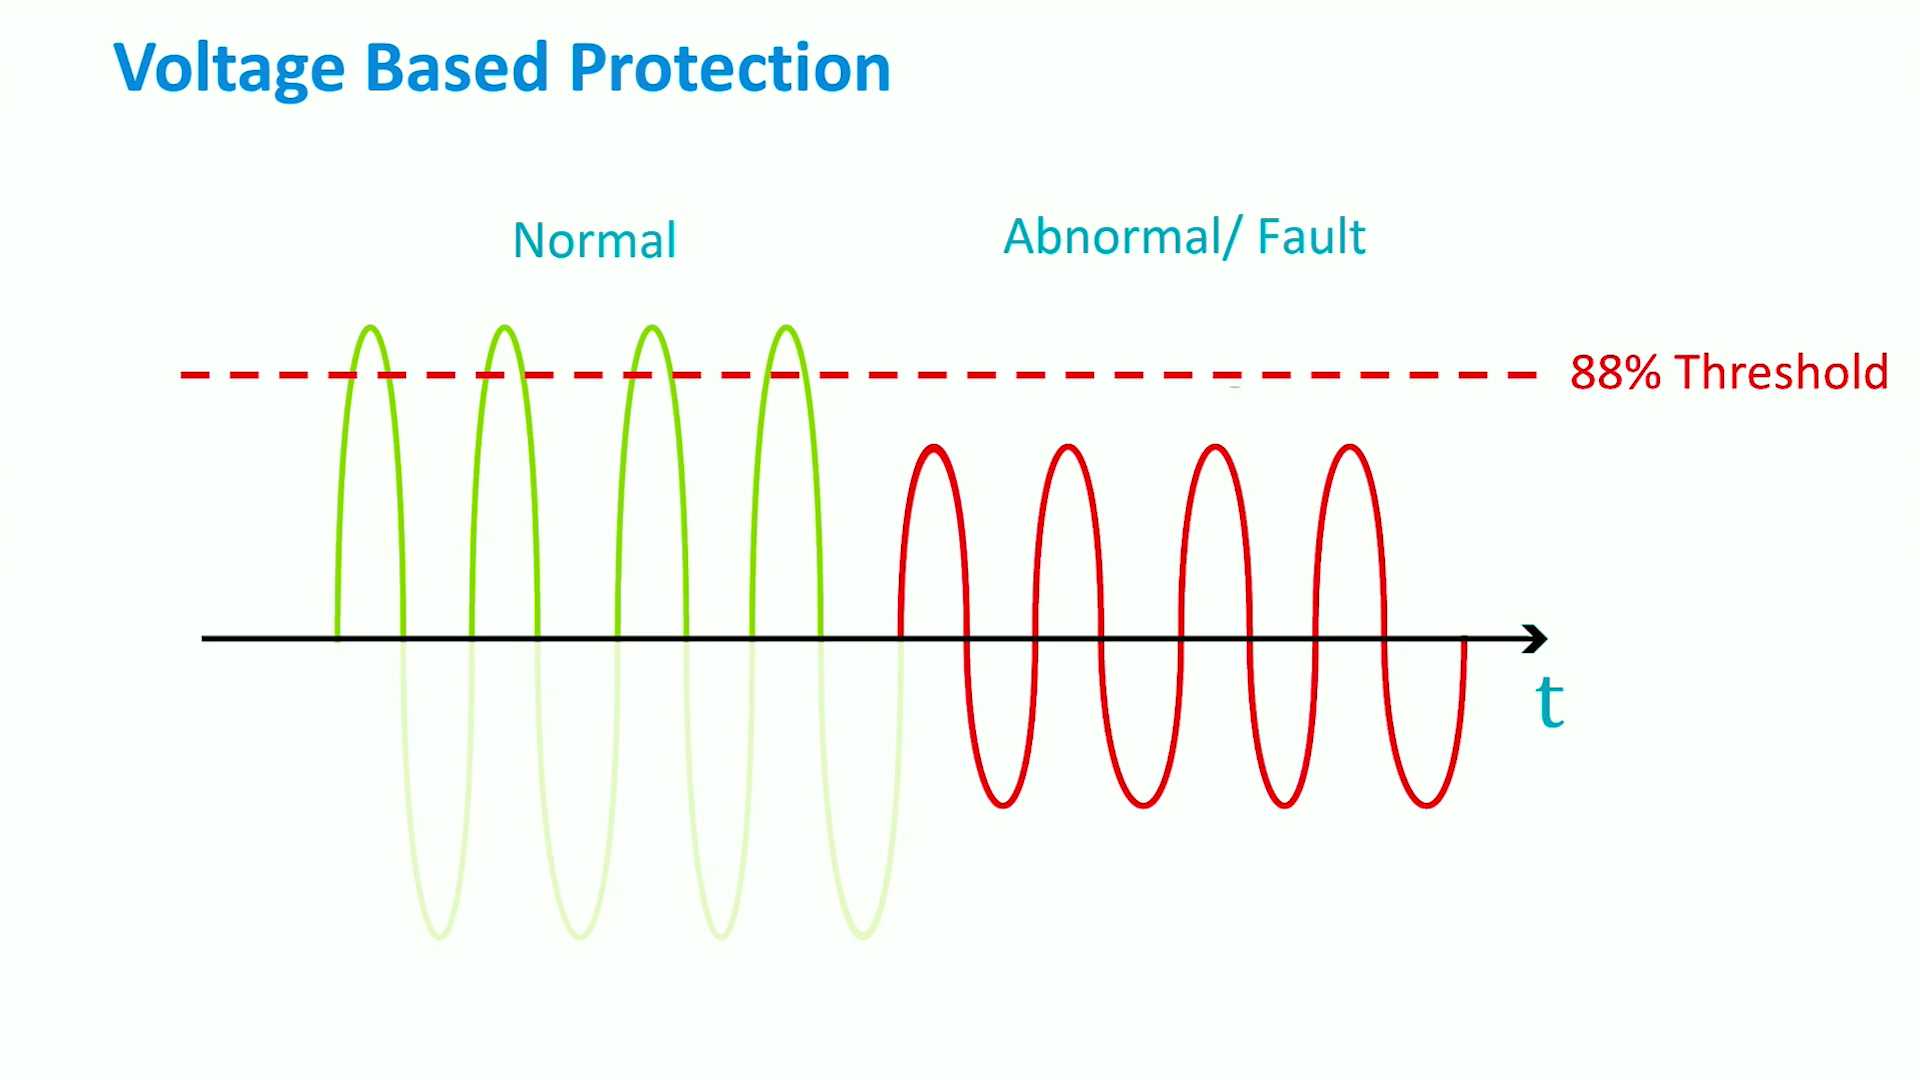 Voltage Based Protection
Normal
Abnormal/ Fault
88% Threshold
t